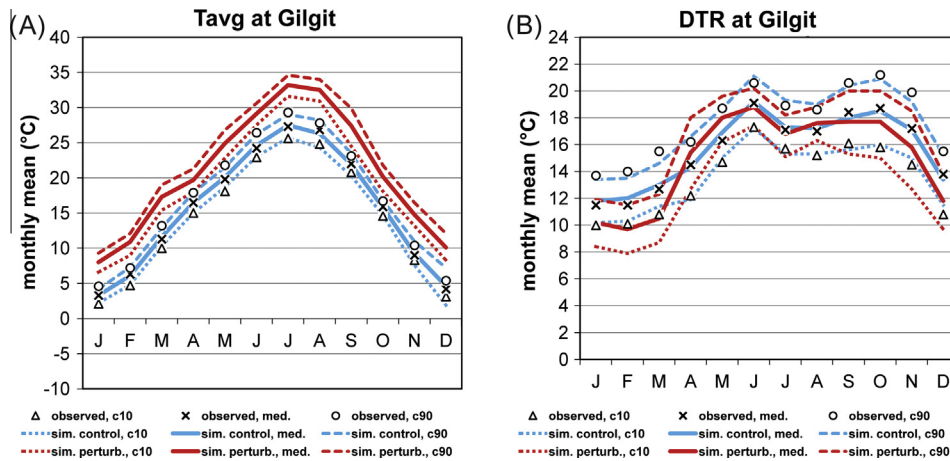 (A)
Tavg at Gilgit
monthly mean (°C)
40
35
30
25
20
15
10
5
0
-5
-10
J F M A M J J A S O N D
observed, c10 observed, med. observed, c90
sim. control, c10 sim. control, med. sim. control, c90
sim. perturb., c10 sim. perturb., med. sim. perturb., c90
(B)
DTR at Gilgit
monthly mean (°C)
24
22
20
18
16
14
12
10
8
6
4
2
0
J F M A M J J A S O N D
observed, c10 observed, med. observed, c90
sim. control, c10 sim. control, med. sim. control, c90
sim. perturb., c10 sim. perturb., med. sim. perturb., c90